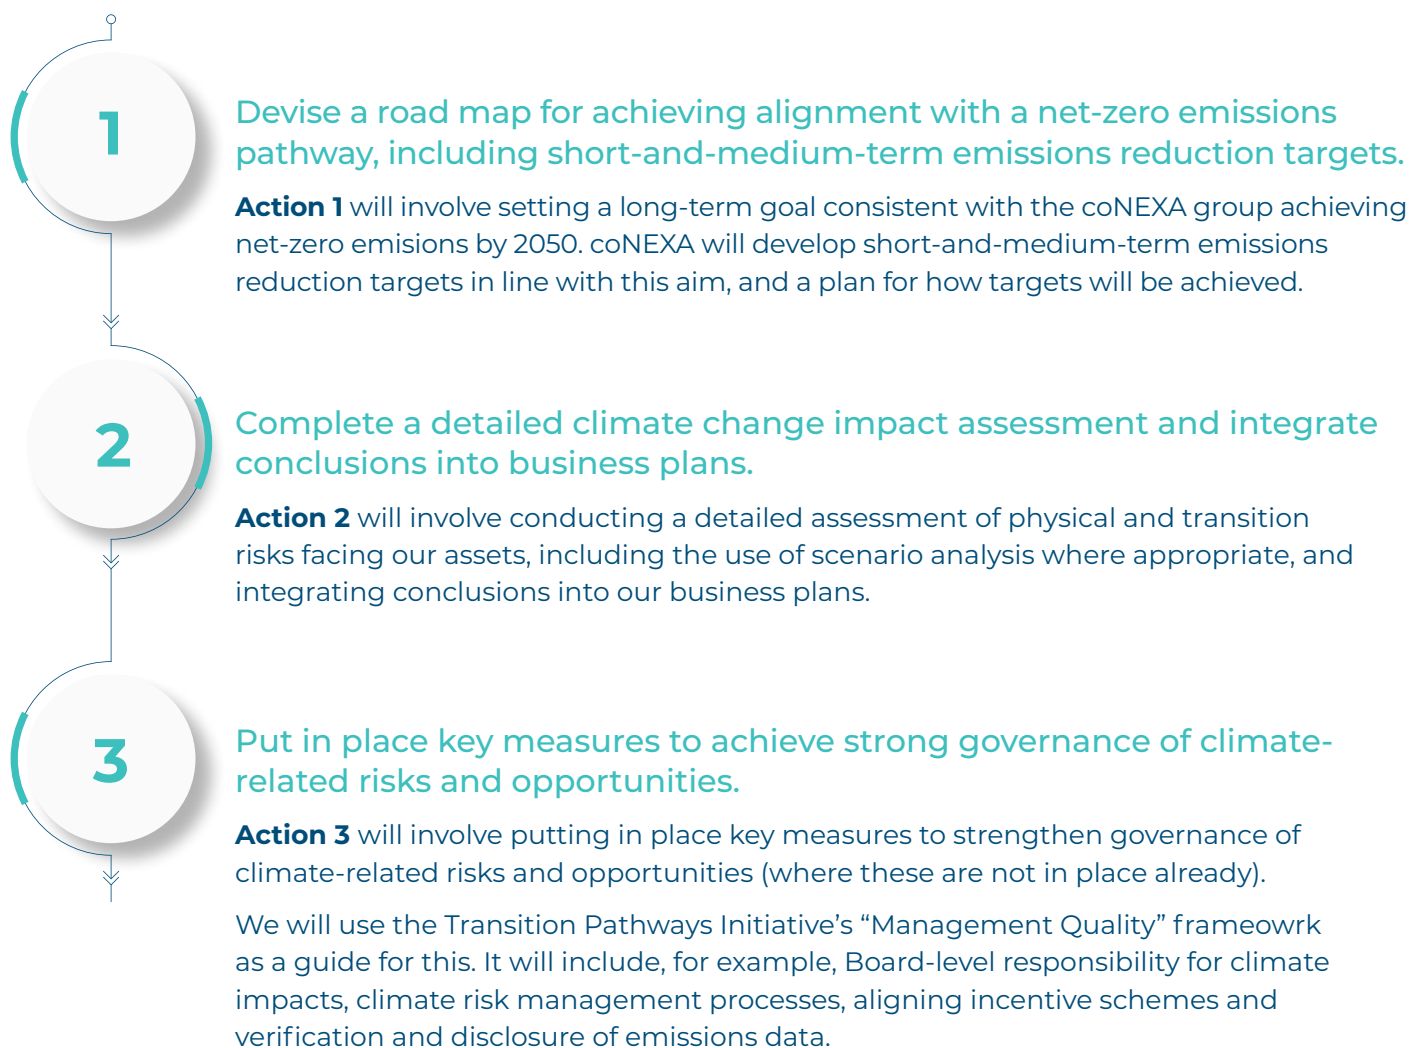 1
Devise a road map for achieving alignment with a net-zero emissions
pathway, including short-and-medium-term emissions reduction targets.
Action 1 will involve setting a long-term goal consistent with the coNEXA group achieving
net-zero emisions by 2050. coNEXA will develop short-and-medium-term emissions
reduction targets in line with this aim, and a plan for how targets will be achieved.
2
Complete a detailed climate change impact assessment and integrate
conclusions into business plans.
Action 2 will involve conducting a detailed assessment of physical and transition
risks facing our assets, including the use of scenario analysis where appropriate, and
integrating conclusions into our business plans.
3
Put in place key measures to achieve strong governance of climate-
related risks and opportunities.
Action 3 will involve putting in place key measures to strengthen governance of
climate-related risks and opportunities (where these are not in place already).
We will use the Transition Pathways Initiative’s “Management Quality” frameowrk
as a guide for this. It will include, for example, Board-level responsibility for climate
impacts, climate risk management processes, aligning incentive schemes and
verification and disclosure of emissions data.